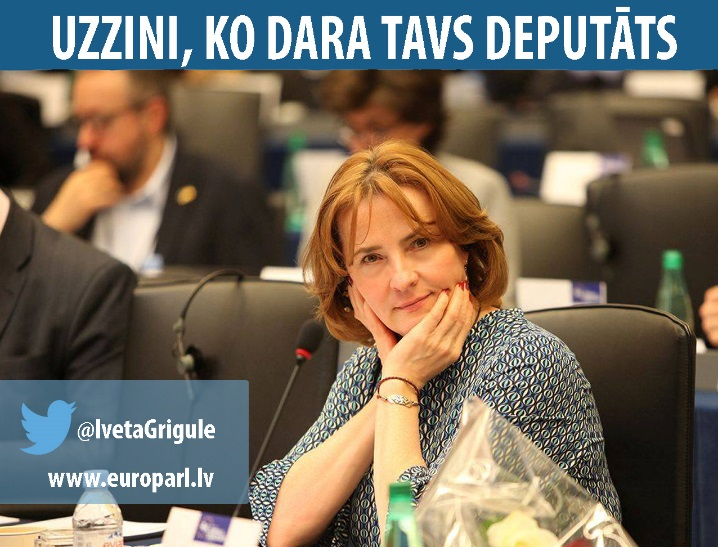 UZZINI, KO DARA TAVS DEPUTĀTS
@IvetaGrigule
www.europarl.lv